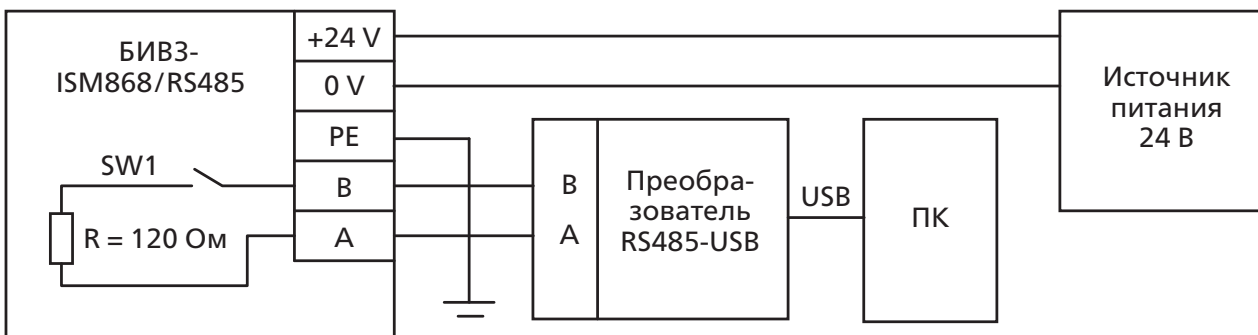 БИВ3-
ISM868/RS485
SW1
R = 120 Ом
+24 V
0 V
PE
B
A
B
A
Преобра-
зователь
RS485-USB
USB
ПК
Источник
питания
24 В